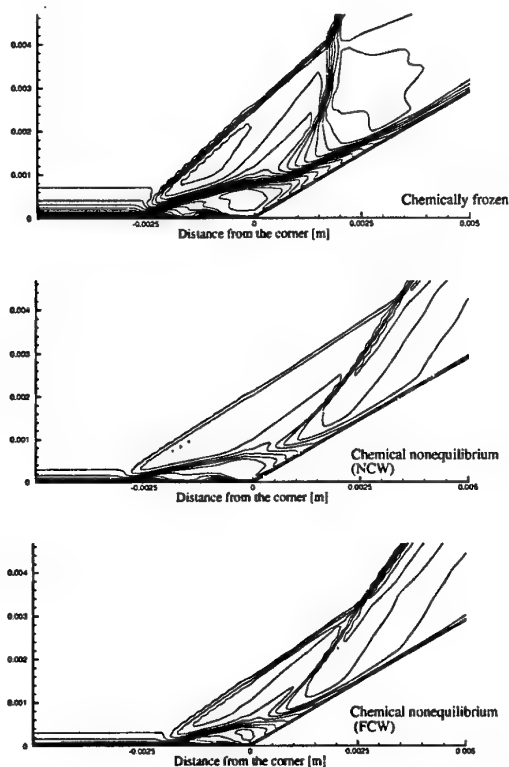 0.004
0.003
0.002
0.001
0
-0.0025 0 0.0025 0.005
Distance from the corner [m]
Chemically frozen
0.004
0.003
0.002
0.001
0
-0.0025 0 0.0025 0.005
Distance from the corner [m]
Chemical nonequilibrium
(NCW)
0.004
0.003
0.002
0.001
0
-0.0025 0 0.0025 0.005
Distance from the corner [m]
Chemical nonequilibrium
(FCW)